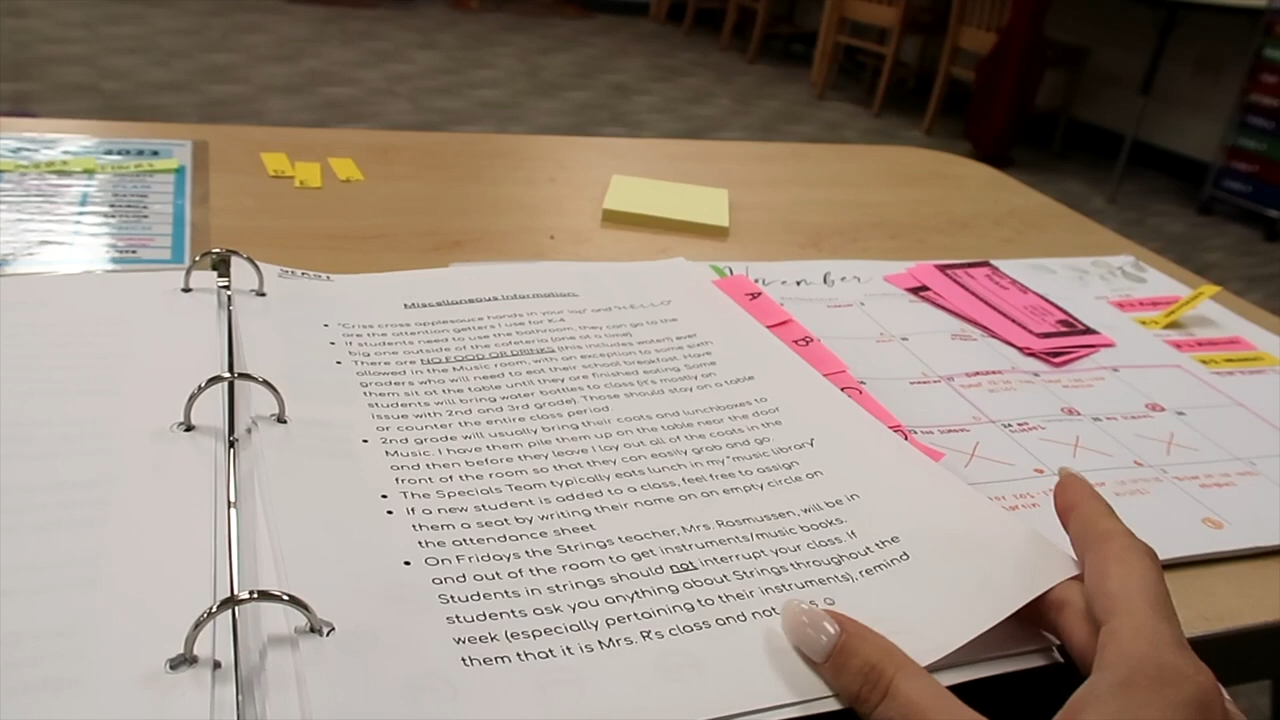 2023
Miscellaneous Information:
• "Criss cross applesauce hands in your lap" and "HELLO"
are the attention getters I use for K-4
• If students need to use the bathroom, they can go to the
big one outside of the cafeteria (one at a time)
• There are NO FOOD OR DRINKS (this includes water) ever
allowed in the Music room, with an exception to some sixth
graders who will need to eat their school breakfast. Have
them sit at the table until they are finished eating. Some
students will bring water bottles to class (it's mostly an
issue with 2nd and 3rd grade). Those should stay on a table
or counter the entire class period.
• 2nd grade will usually bring their coats and lunchboxes to
Music. I have them pile them up on the table near the door
and then before they leave I lay out all of the coats in the
front of the room so that they can easily grab and go.
• The Specials Team typically eats lunch in my "music library"
• If a new student is added to a class, feel free to assign
them a seat by writing their name on an empty circle on
the attendance sheet
• On Fridays the Strings teacher, Mrs. Rasmussen, will be in
and out of the room to get instruments/music books.
Students in strings should not interrupt your class. If
students ask you anything about Strings throughout the
week (especially pertaining to their instruments), remind
them that it is Mrs. R's class and not
November
A
B
C
D